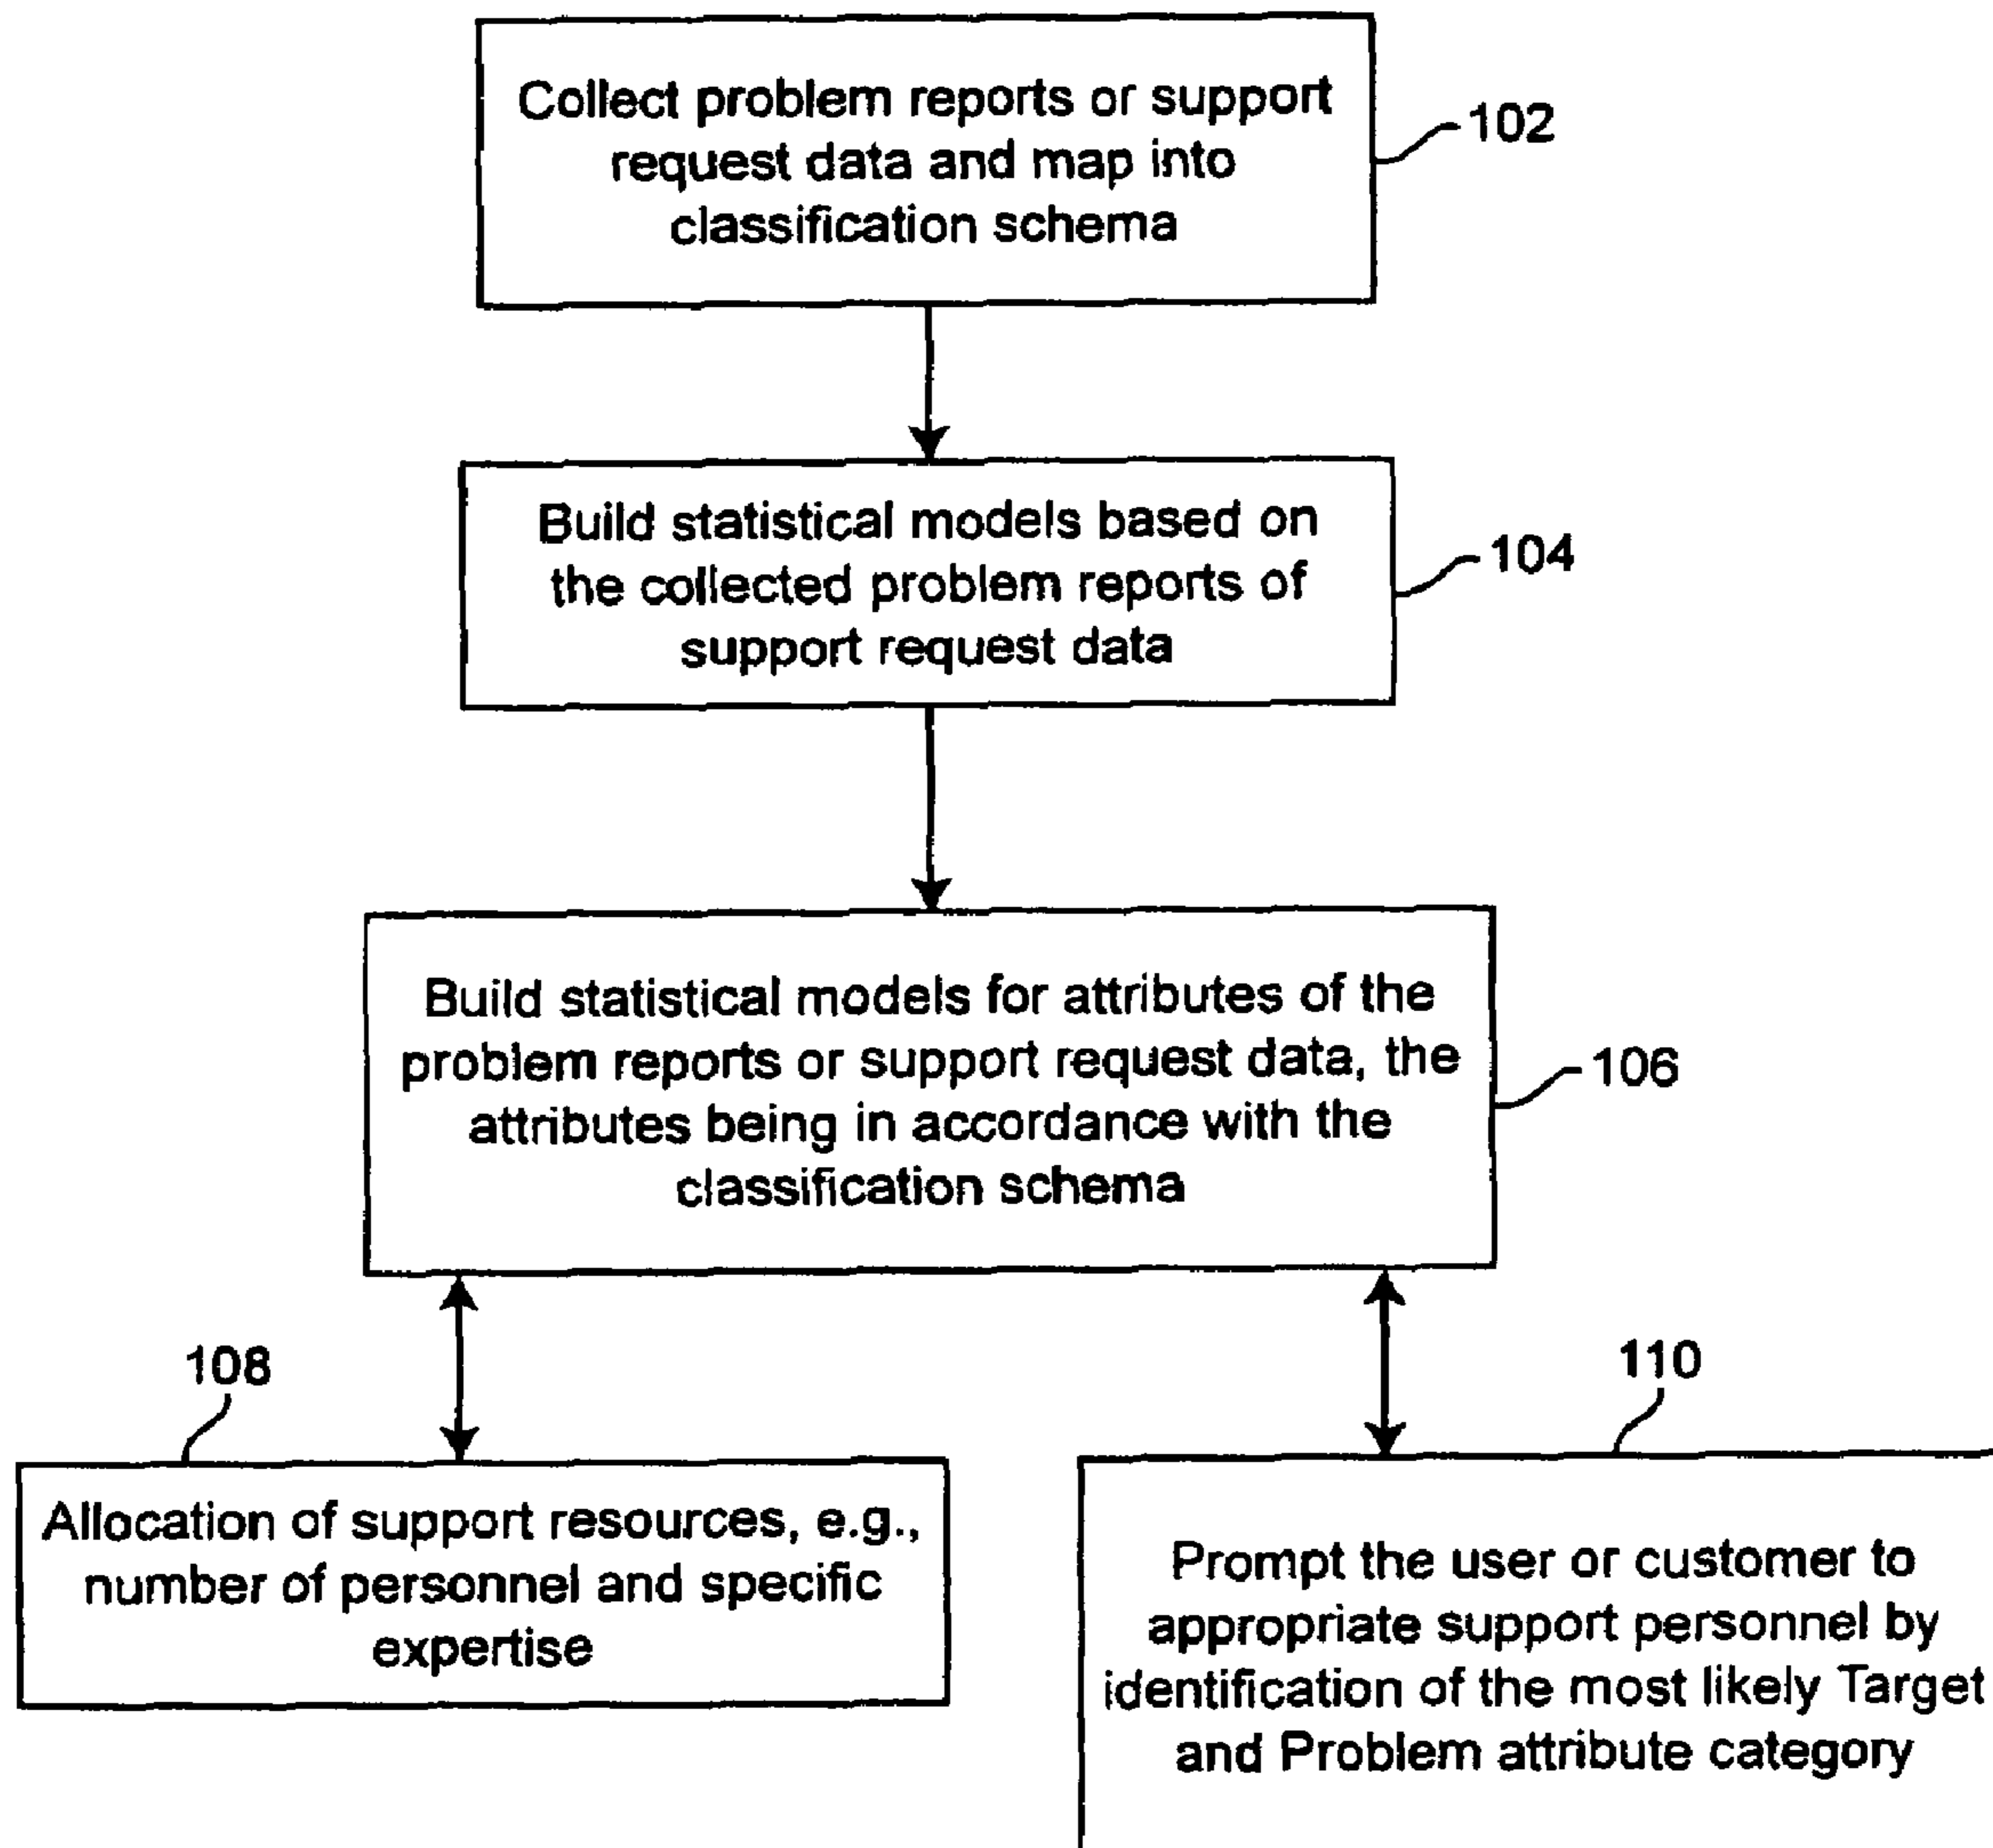 Collect problem reports or support
request data and map into
classification schema
102
Build statistical models based on
the collected problem reports of
support request data
104
Build statistical models for attributes of the
problem reports or support request data, the
attributes being in accordance with the
classification schema
106
108
Allocation of support resources, e.g.,
number of personnel and specific
expertise
110
Prompt the user or customer to
appropriate support personnel by
identification of the most likely Target
and Problem attribute category